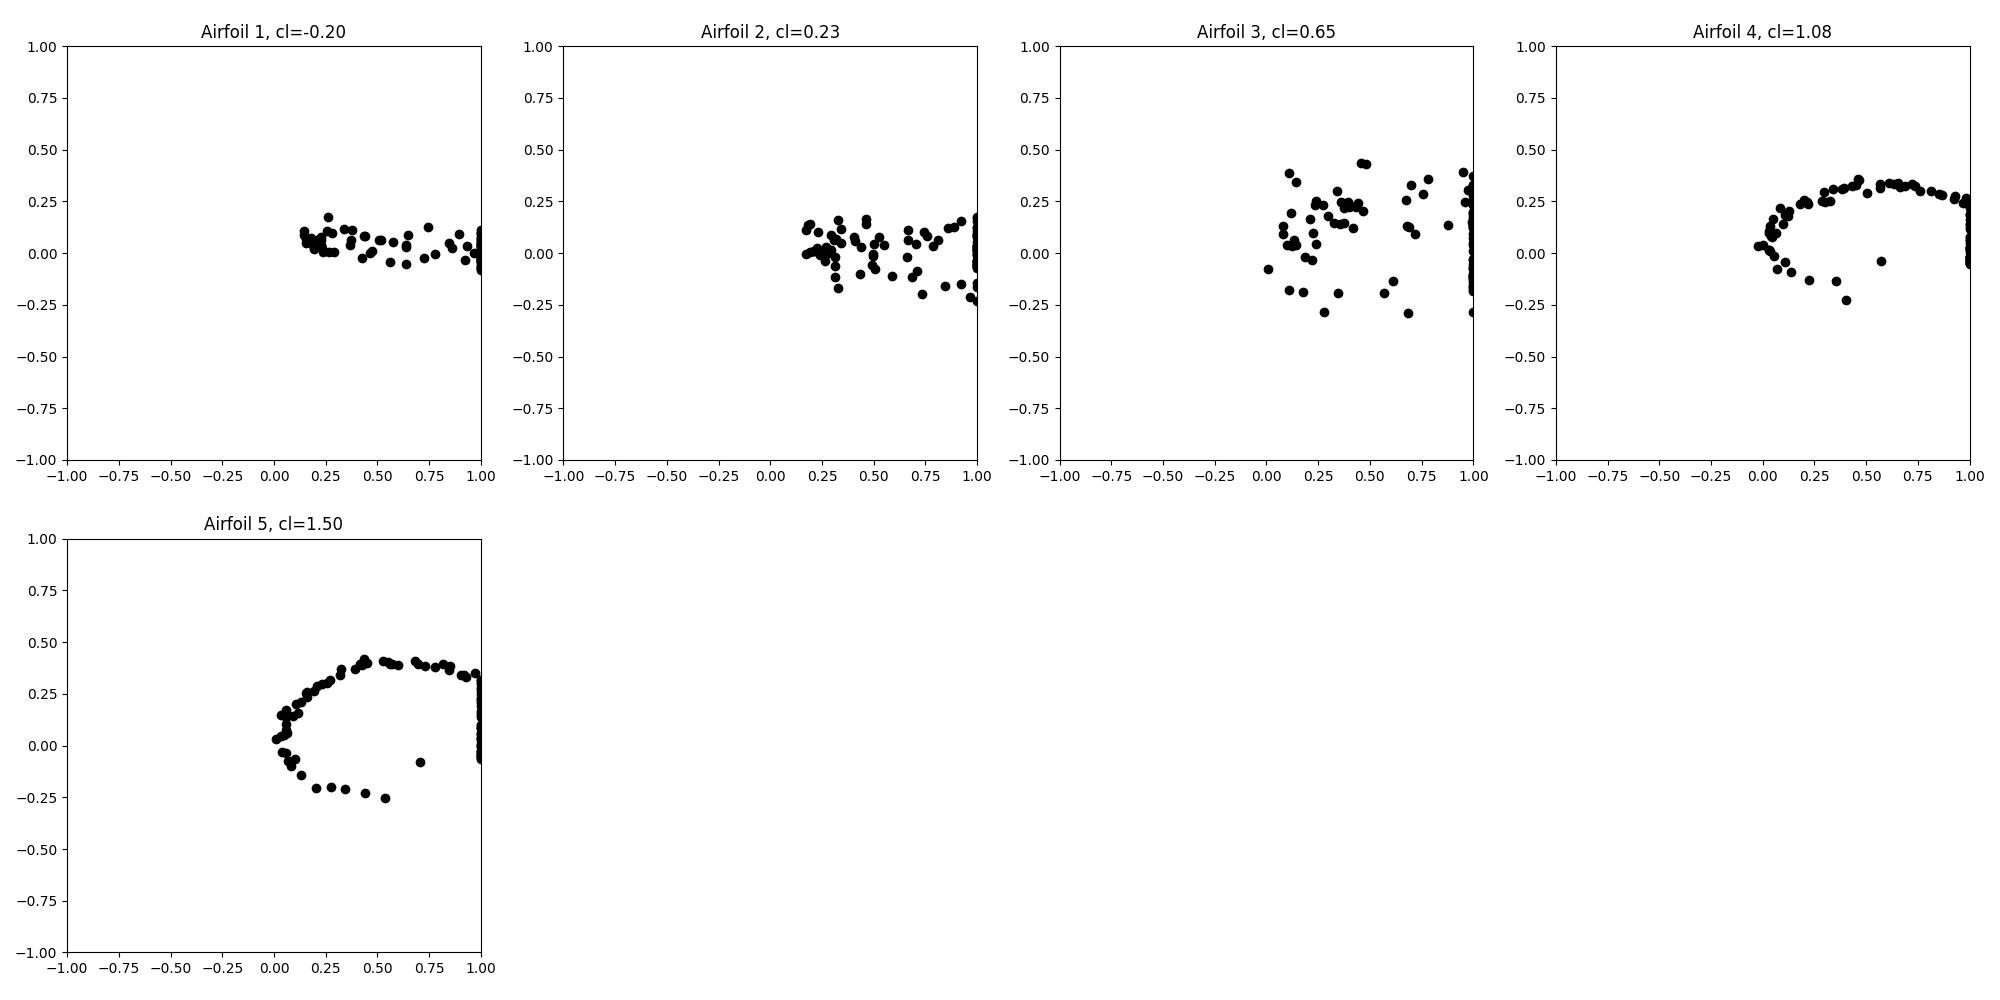 Airfoil 1, cl=-0.20
Airfoil 2, cl=0.23
Airfoil 3, cl=0.65
Airfoil 4, cl=1.08
1.00 1.00 1.00 1.00
0.75 0.75 0.75 0.75
0.50 0.50 0.50 0.50
0.25 0.25 0.25 0.25
0.00 0.00 0.00 0.00
−0.25 −0.25 −0.25 −0.25
−0.50 −0.50 −0.50 −0.50
−0.75 −0.75 −0.75 −0.75
−1.00 −1.00 −1.00 −1.00
−1.00 −0.75 −0.50 −0.25 0.00 0.25 0.50 0.75 1.00
−1.00 −0.75 −0.50 −0.25 0.00 0.25 0.50 0.75 1.00
−1.00 −0.75 −0.50 −0.25 0.00 0.25 0.50 0.75 1.00
−1.00 −0.75 −0.50 −0.25 0.00 0.25 0.50 0.75 1.00
Airfoil 5, cl=1.50
1.00
0.75
0.50
0.25
0.00
−0.25
−0.50
−0.75
−1.00
−1.00 −0.75 −0.50 −0.25 0.00 0.25 0.50 0.75 1.00